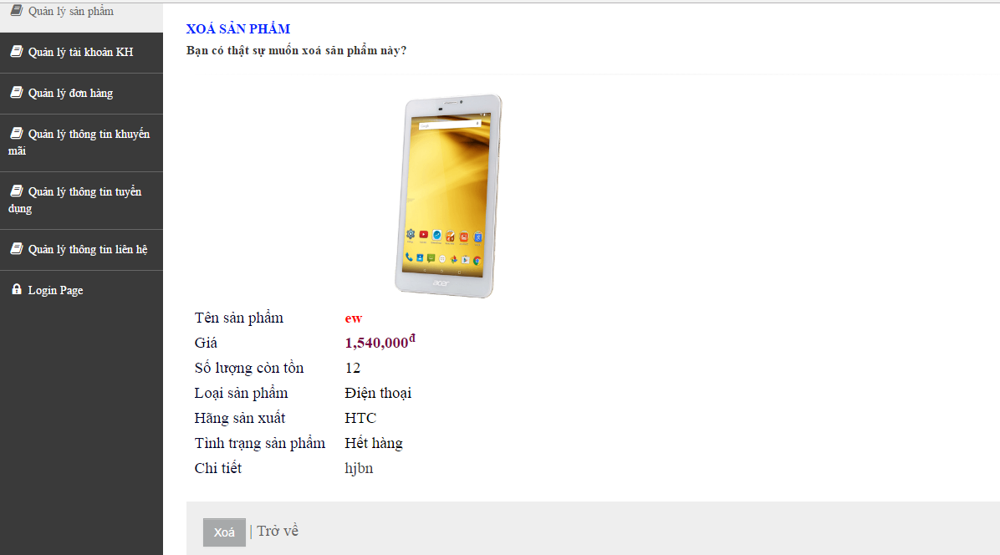 Quản lý sản phẩm
Quản lý tài khoản KH
Quản lý đơn hàng
Quản lý thông tin khuyến
mãi
Quản lý thông tin tuyển
dụng
Quản lý thông tin liên hệ
Login Page
XOÁ SẢN PHẨM
Bạn có thật sự muốn xoá sản phẩm này?
acer
Tên sản phẩm ew
Giá 1,540,000đ
Số lượng còn tồn 12
Loại sản phẩm Điện thoại
Hãng sản xuất HTC
Tình trạng sản phẩm Hết hàng
Chi tiết hjbn
Xoá | Trở về